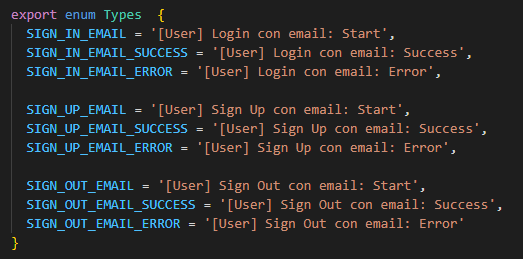 export enum Types  {
SIGN_IN_EMAIL = '[User] Login con email: Start',
SIGN_IN_EMAIL_SUCCESS = '[User] Login con email: Success',
SIGN_IN_EMAIL_ERROR = '[User] Login con email: Error',
SIGN_UP_EMAIL = '[User] Sign Up con email: Start',
SIGN_UP_EMAIL_SUCCESS = '[User] Sign Up con email: Success',
SIGN_UP_EMAIL_ERROR = '[User] Sign Up con email: Error',
SIGN_OUT_EMAIL = '[User] Sign Out con email: Start',
SIGN_OUT_EMAIL_SUCCESS = '[User] Sign Out con email: Success',
SIGN_OUT_EMAIL_ERROR = '[User] Sign Out con email: Error'
}